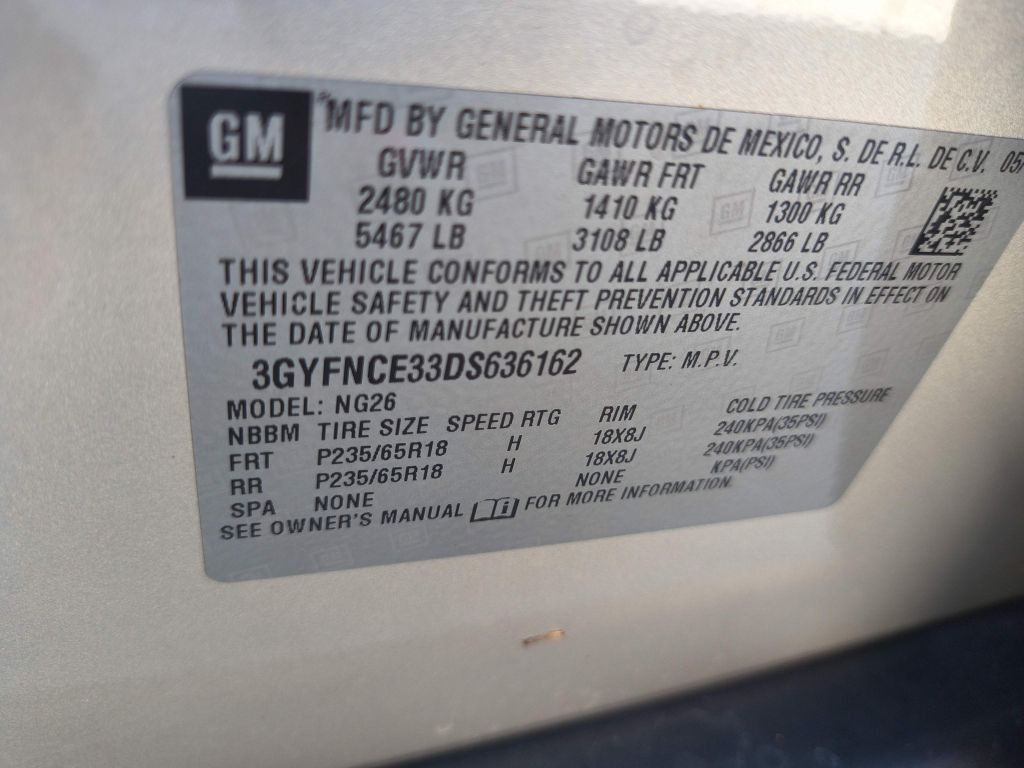 GM
*MFD BY GENERAL MOTORS DE MEXICO, S. DE R.L. DE C.V. 05/
GVWR GAWR FRT GAWR RR
2480 KG 1410 KG 1300 KG
5467 LB 3108 LB 2866 LB
THIS VEHICLE CONFORMS TO ALL APPLICABLE U.S. FEDERAL MOTOR
VEHICLE SAFETY AND THEFT PREVENTION STANDARDS IN EFFECT ON
THE DATE OF MANUFACTURE SHOWN ABOVE.
3GYFNCE33DS636162 TYPE: M.P.V.
MODEL: NG26
NBBM TIRE SIZE SPEED RTG RIM COLD TIRE PRESSURE
FRT P235/65R18 H 18X8J 240KPA(35PSI)
RR P235/65R18 H 18X8J 240KPA(35PSI)
SPA NONE NONE KPA(PSI)
SEE OWNER'S MANUAL FOR MORE INFORMATION.